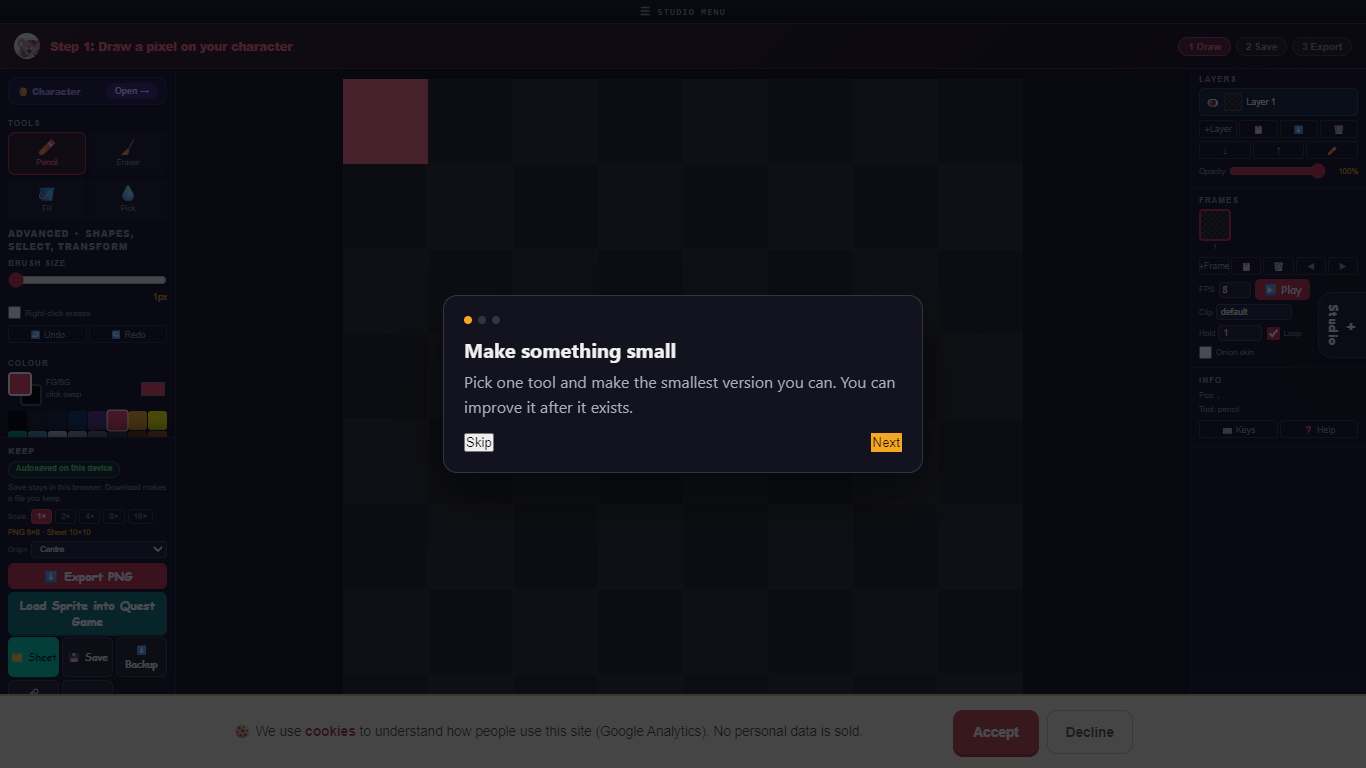 ☰ STUDIO MENU
Step 1: Draw a pixel on your character
1 Draw
2 Save
3 Export
Character
Open →
TOOLS
Pencil
Eraser
Fill
Pick
ADVANCED · SHAPES,
SELECT, TRANSFORM
BRUSH SIZE
1px
Right-click erases
Undo
Redo
COLOUR
FG/BG
click swap
KEEP
Autosaved on this device
Save stays in this browser. Download makes
a file you keep.
Scale
1×
2×
4×
8×
16×
PNG 8×8 · Sheet 10×10
Origin
Centre
Export PNG
Load Sprite into Quest
Game
Sheet
Save
Backup
Make something small
Pick one tool and make the smallest version you can. You can
improve it after it exists.
Skip
Next
LAYERS
Layer 1
+Layer
↓
↑
Opacity
100%
FRAMES
1
+Frame
◀
▶
FPS
8
Play
Clip
default
Hold
1
Loop
Onion skin
+
Studio
INFO
Pos: ,
Tool: pencil
Keys
Help
We use cookies to understand how people use this site (Google Analytics). No personal data is sold.
Accept
Decline